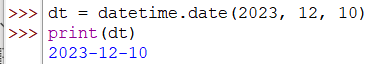 >>> dt = datetime.date(2023, 12, 10)
>>> print(dt)
2023-12-10